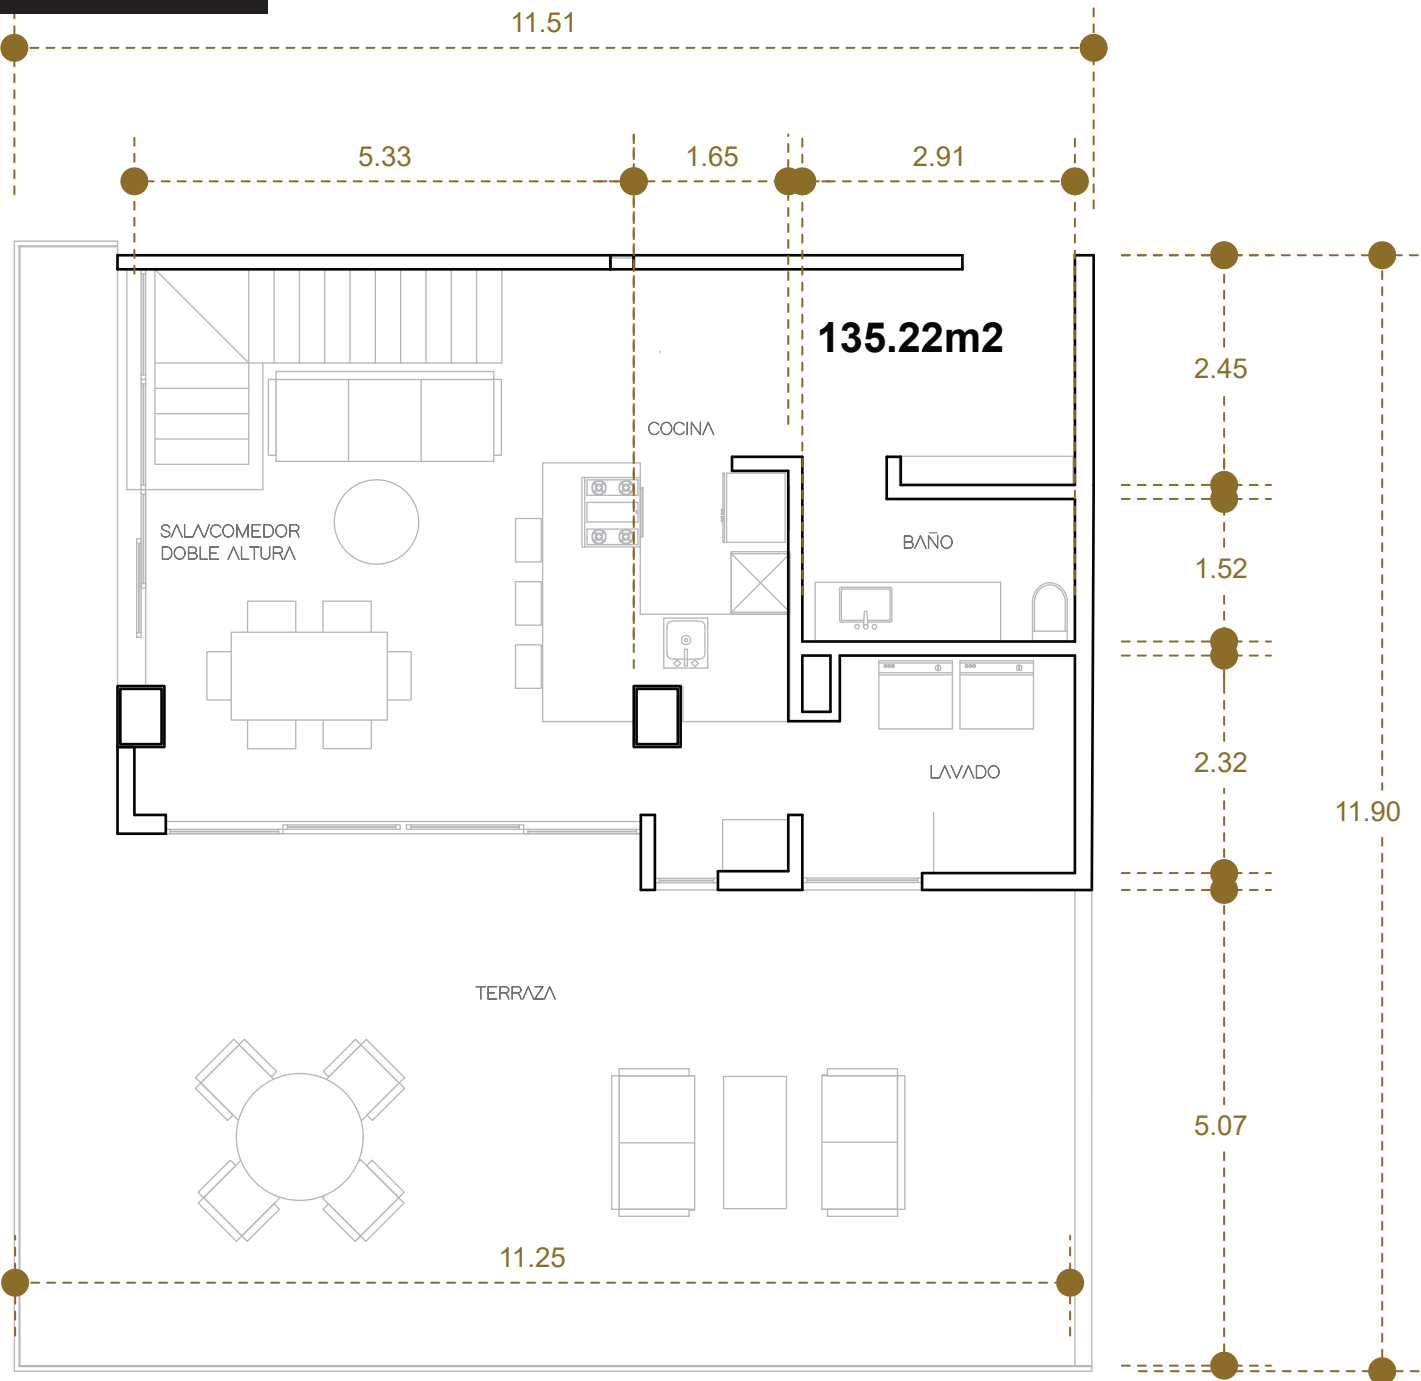 11.51
5.33
1.65
2.91
135.22m2
2.45
COCINA
SALA/COMEDOR
DOBLE ALTURA
BAÑO
1.52
LAVADO
2.32
11.90
TERRAZA
5.07
11.25